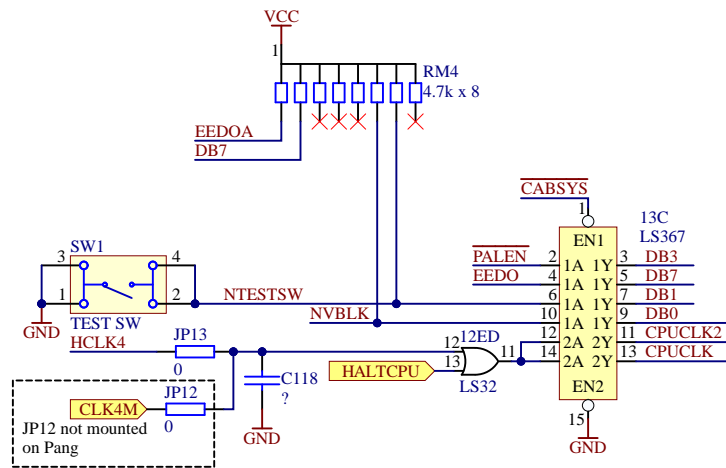 VCC
1
RM4
4.7k x 8
EEDOA
DB7
CABSYS
1
13C
LS367
EN1
SW1
3 4
1 2
TEST SW
GND
NTESTSW
NVBLK
PALEN 2 1A 1Y 3 DB3
EEDO 4 1A 1Y 5 DB7
6 1A 1Y 7 DB1
10 1A 1Y 9 DB0
12 2A 2Y 11 CPUCLK2
14 2A 2Y 13 CPUCLK
EN2
15
GND
HCLK4
JP13
0
12ED
12
13
11
LS32
HALTCPU
C118
?
GND
CLK4M
JP12
0
JP12 not mounted
on Pang